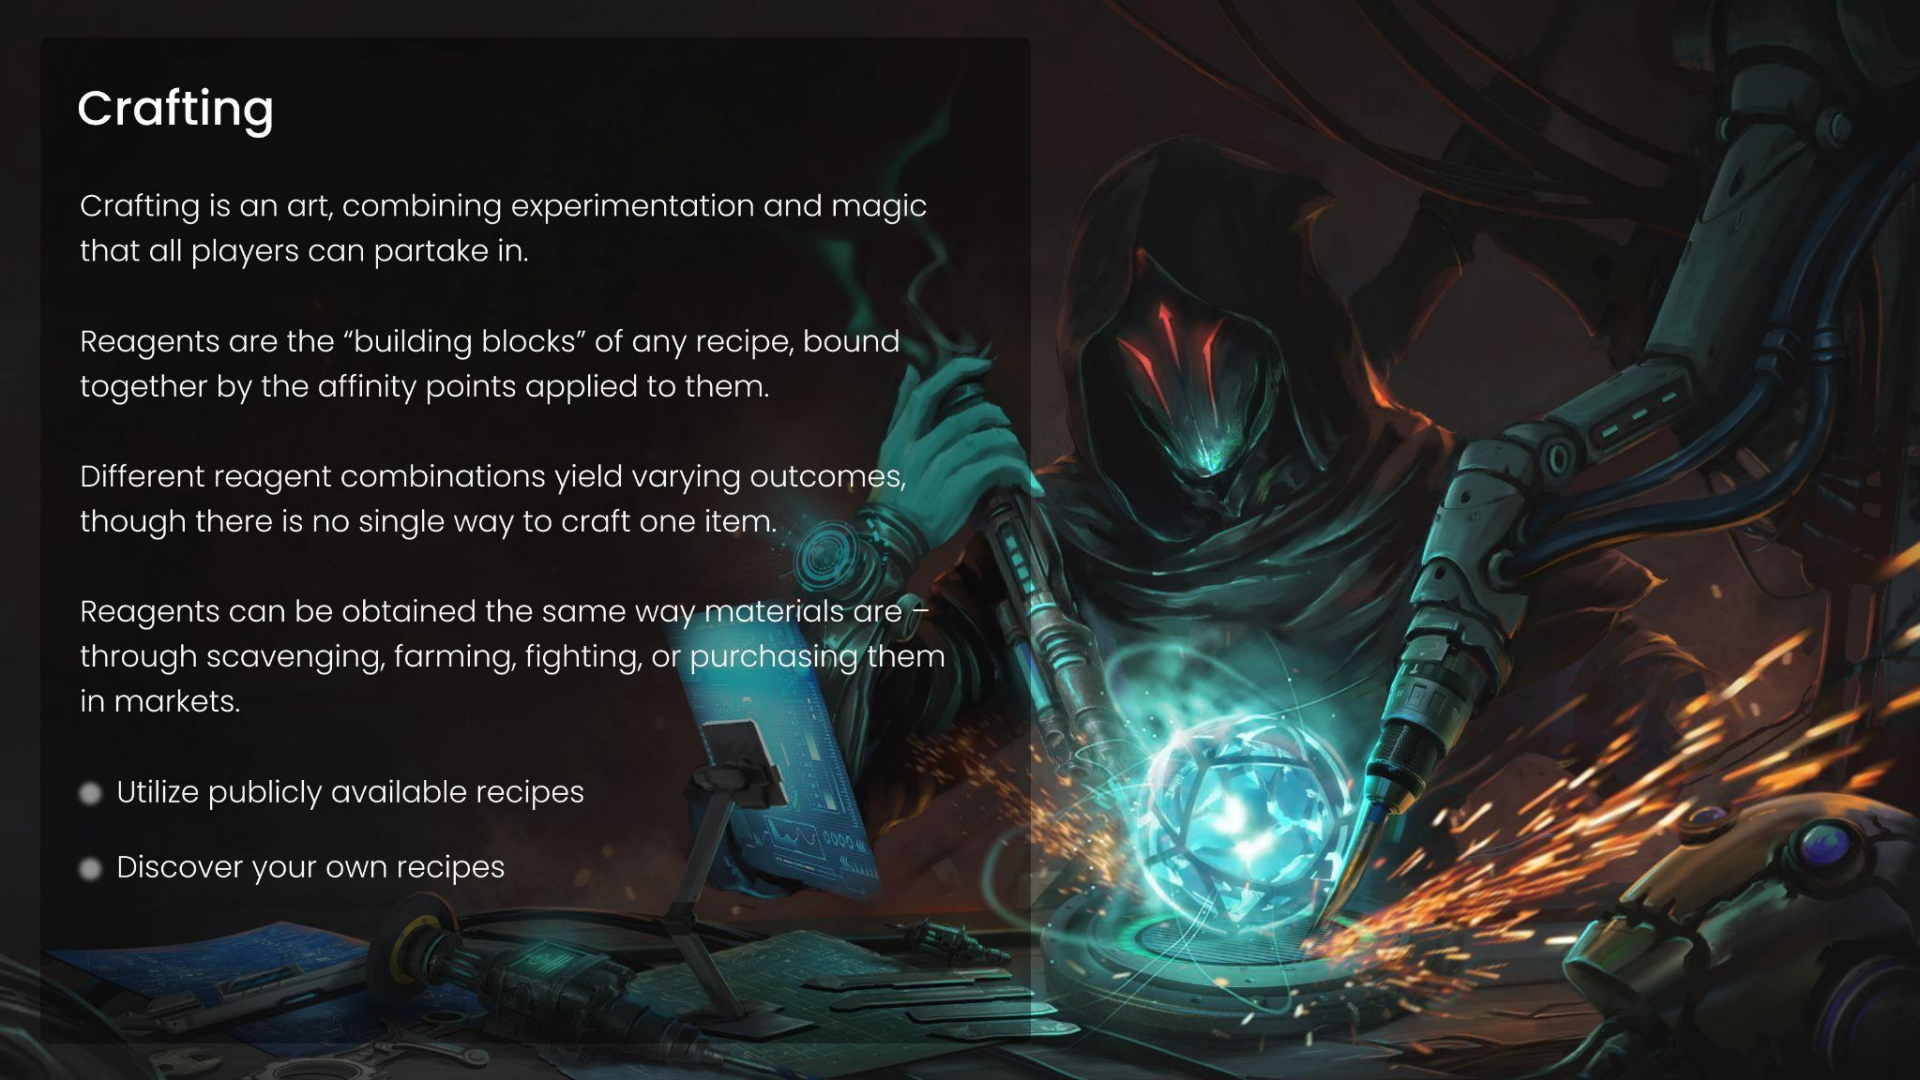 Crafting
Crafting is an art, combining experimentation and magic
that all players can partake in.
Reagents are the “building blocks” of any recipe, bound
together by the affinity points applied to them.
Different reagent combinations yield varying outcomes,
though there is no single way to craft one item.
Reagents can be obtained the same way materials are –
through scavenging, farming, fighting, or purchasing them
in markets.
Utilize publicly available recipes
Discover your own recipes